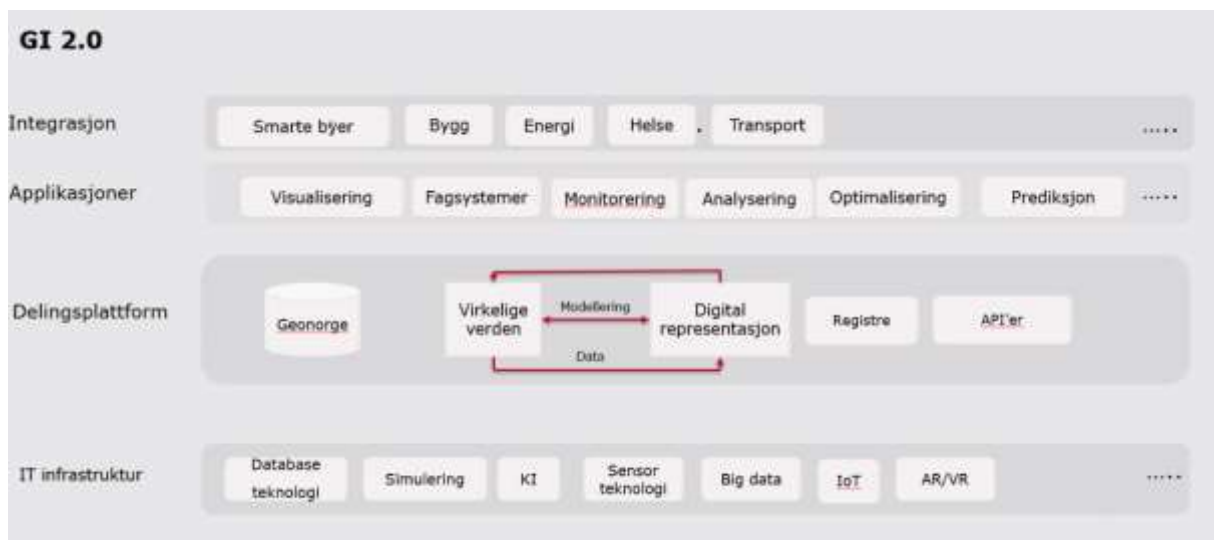 GI 2.0
Integrasjon
Smarte byer
Bygg
Energi
Helse
.
Transport
.....
Applikasjoner
Visualisering
Fagsystemer
Monitorering
Analysering
Optimalisering
Prediksjon
.....
Delingsplattform
Geonorge
Virkelige
verden
Modellering
Data
Digital
representasjon
Registre
API'er
IT infrastruktur
Database
teknologi
Simulering
KI
Sensor
teknologi
Big data
IoT
AR/VR
.....